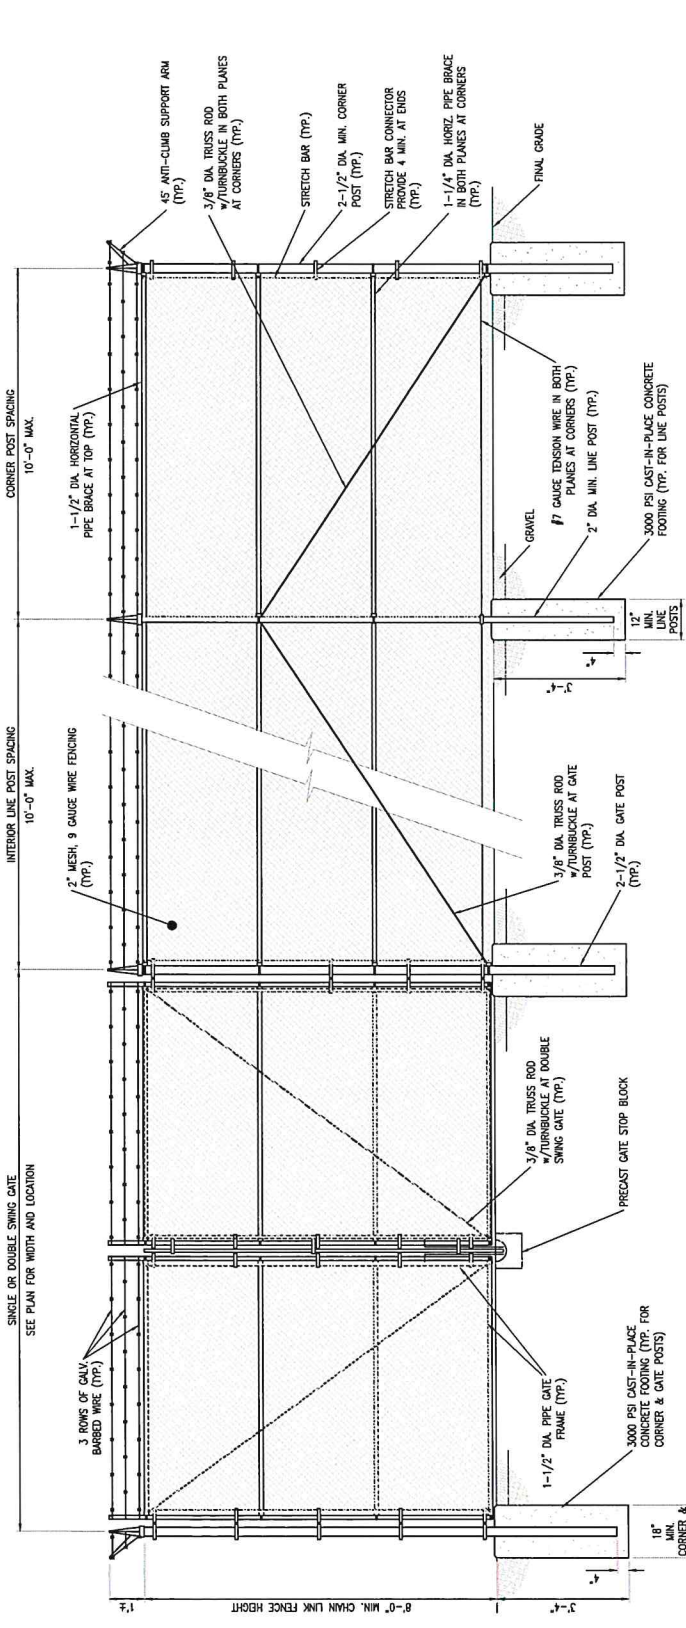 SINGLE OR DOUBLE SWING GATE
SEE PLAN FOR WIDTH AND LOCATION
INTERIOR LINE POST SPACING
10'-0" MAX.
CORNER POST SPACING
10'-0" MAX.
3 ROWS OF GALV.
BARBED WIRE (TYP.)
2" MESH, 9 GAUGE WIRE FENCING
(TYP.)
1-1/2" DIA. HORIZONTAL
PIPE BRACE AT TOP (TYP.)
45° ANTI-CLIMB SUPPORT ARM
(TYP.)
3/8" DIA. TRUSS ROD
w/TURNBUCKLE IN BOTH PLANES
AT CORNERS (TYP.)
STRETCH BAR (TYP.)
2-1/2" DIA. MIN. CORNER
POST (TYP.)
STRETCH BAR CONNECTOR
PROVIDE 4 MIN. AT ENDS
(TYP.)
1-1/4" DIA. HORIZ. PIPE BRACE
IN BOTH PLANES AT CORNERS
(TYP.)
FINAL GRADE
1'±
8'-0" MIN. CHAIN LINK FENCE HEIGHT
3'-4"
4"
18"
MIN.
CORNER &
3000 PSI CAST-IN-PLACE
CONCRETE FOOTING (TYP. FOR
CORNER & GATE POSTS)
1-1/2" DIA. PIPE GATE
FRAME (TYP.)
PRECAST GATE STOP BLOCK
3/8" DIA. TRUSS ROD
w/TURNBUCKLE AT DOUBLE
SWING GATE (TYP.)
2-1/2" DIA. GATE POST
(TYP.)
3/8" DIA. TRUSS ROD
w/TURNBUCKLE AT GATE
POST (TYP.)
3'-4"
4"
12"
MIN.
LINE
POSTS
GRAVEL
#7 GAUGE TENSION WIRE IN BOTH
PLANES AT CORNERS (TYP.)
2" DIA. MIN. LINE POST (TYP.)
3000 PSI CAST-IN-PLACE CONCRETE
FOOTING (TYP. FOR LINE POSTS)